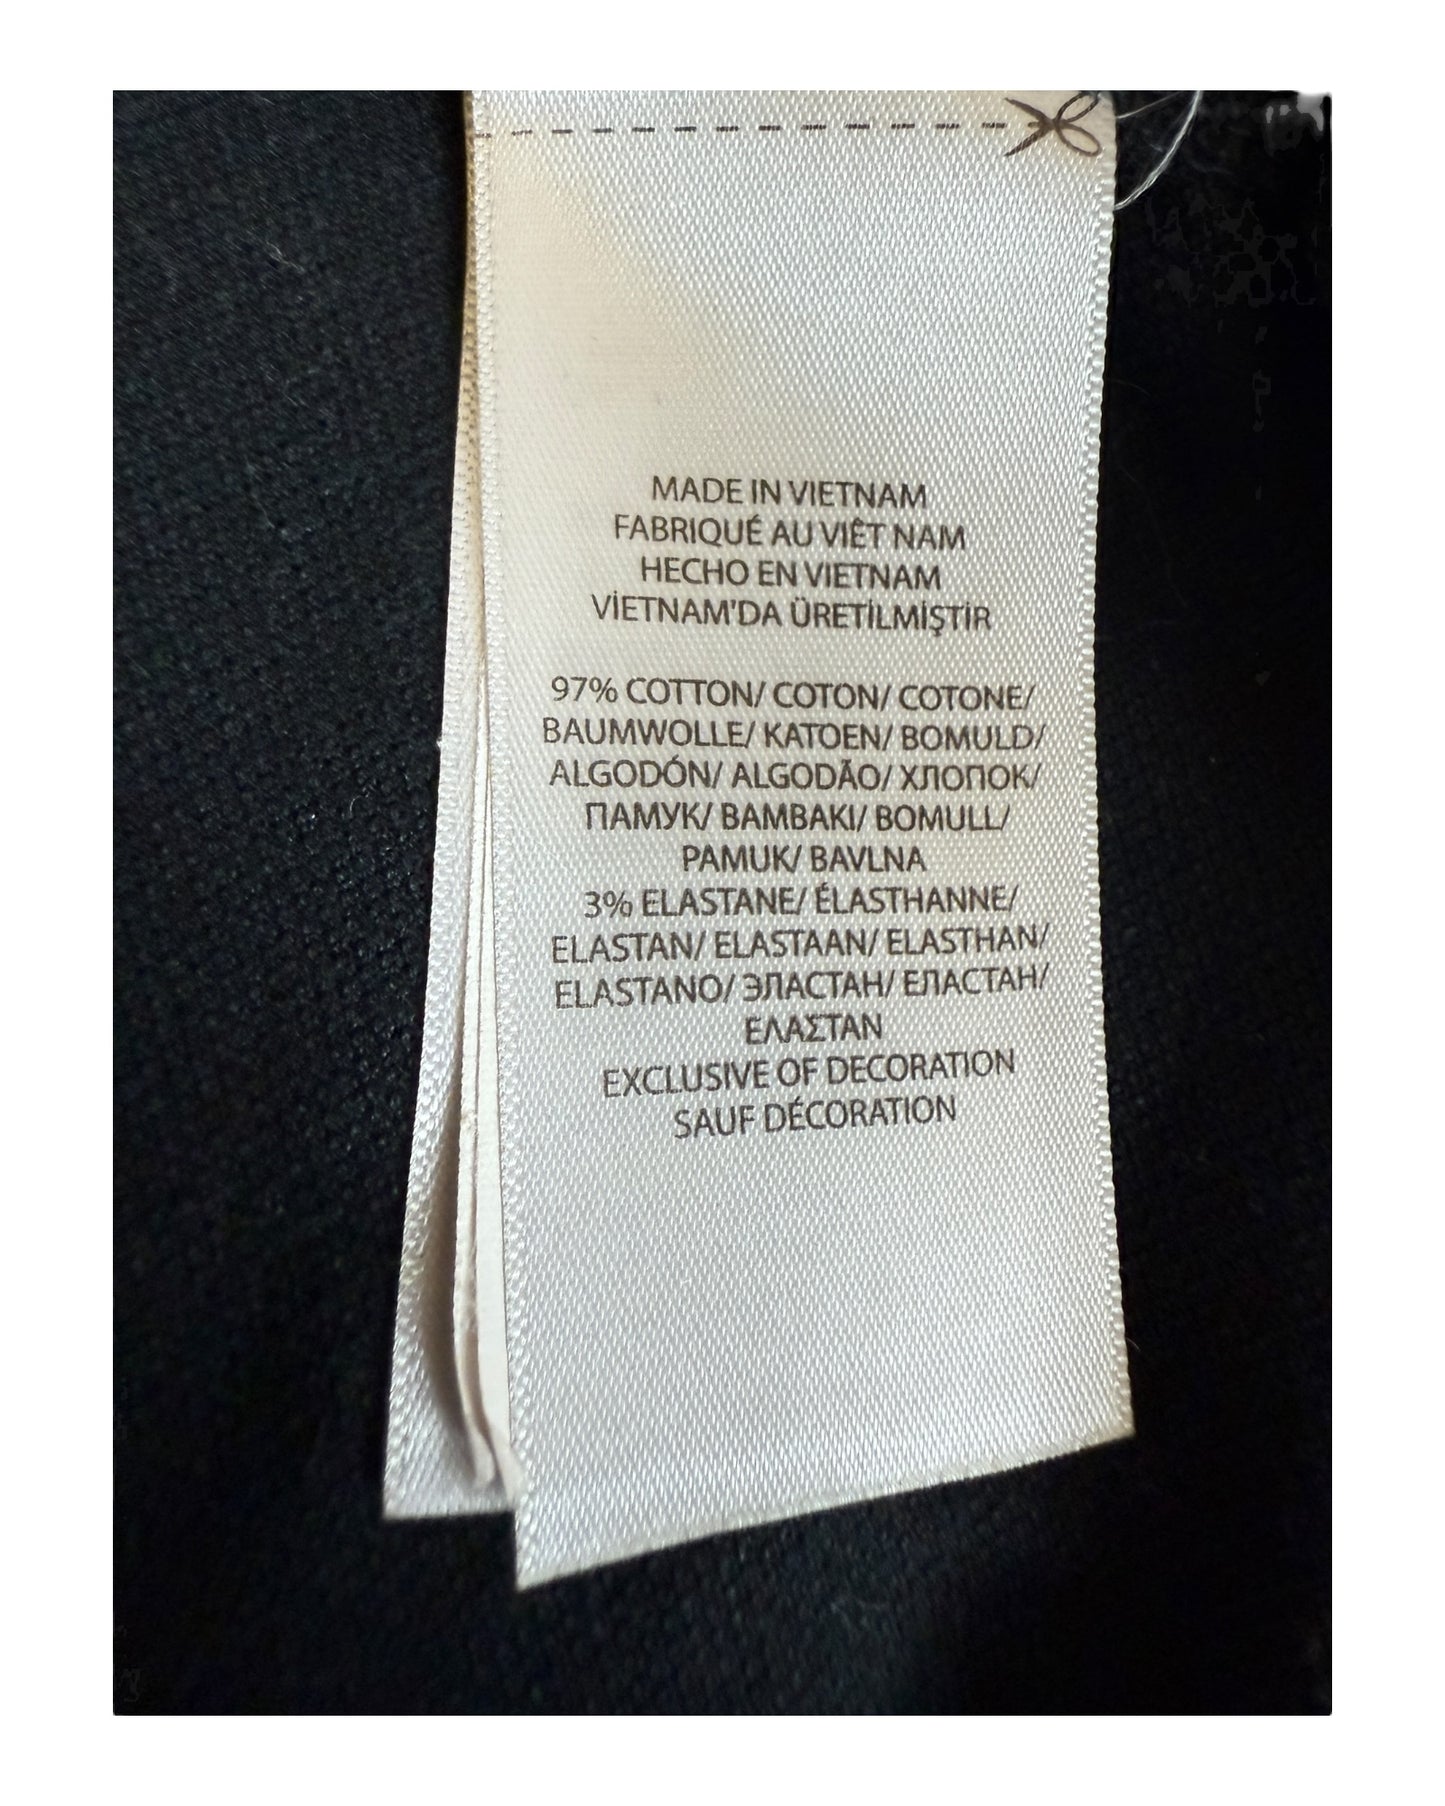 MADE IN VIETNAM
FABRIQUÉ AU VIÊT NAM
HECHO EN VIETNAM
VİETNAM'DA ÜRETİLMİŞTİR
97% COTTON/ COTON/ COTONE/
BAUMWOLLE/ KATOEN/ BOMULD/
ALGODÓN/ ALGODÃO/ ХЛОПОК/
ПАМУК/ BAMBAKI/ BOMULL/
PAMUK/ BAVLNA
3% ELASTANE/ ÉLASTHANNE/
ELASTAN/ ELASTAAN/ ELASTHAN/
ELASTANO/ ЭЛАСТАН/ ЕЛАСТАН/
ΕΛΑΣΤΑΝ
EXCLUSIVE OF DECORATION
SAUF DÉCORATION